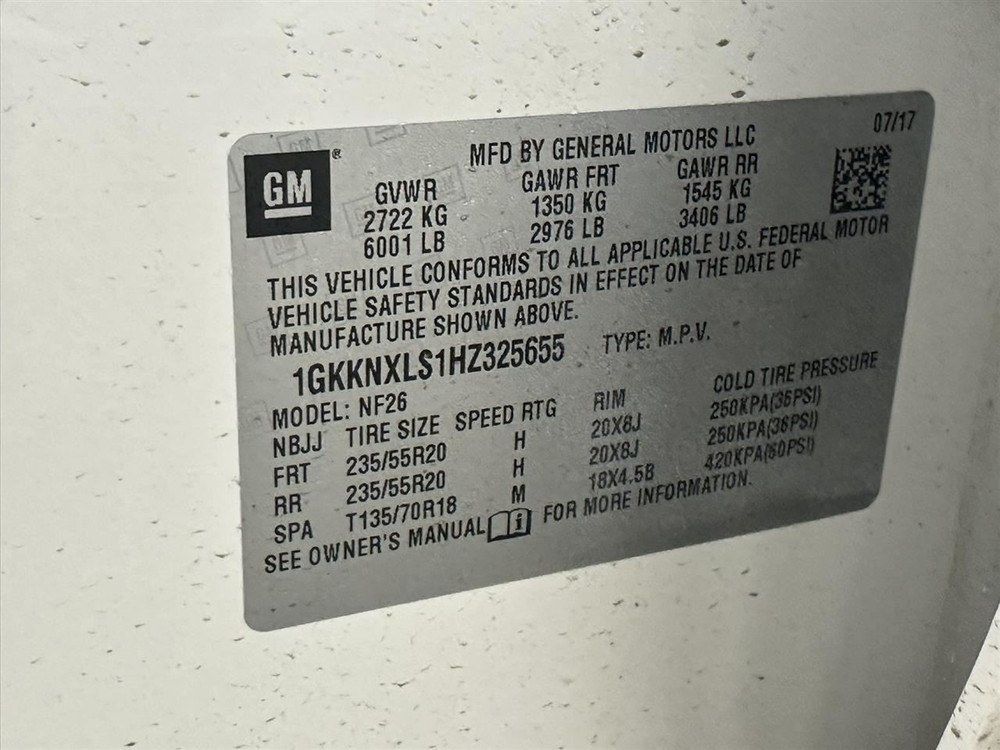 07/17
GM® MFD BY GENERAL MOTORS LLC
GVWR GAWR FRT GAWR RR
2722 KG 1350 KG 1545 KG
6001 LB 2976 LB 3406 LB
THIS VEHICLE CONFORMS TO ALL APPLICABLE U.S. FEDERAL MOTOR
VEHICLE SAFETY STANDARDS IN EFFECT ON THE DATE OF
MANUFACTURE SHOWN ABOVE.
1GKKNXLS1HZ325655 TYPE: M.P.V.
MODEL: NF26
NBJJ TIRE SIZE SPEED RTG RIM COLD TIRE PRESSURE
FRT 235/55R20 H 20X8J 250KPA(36PSI)
RR 235/55R20 H 20X8J 250KPA(36PSI)
SPA T135/70R18 M 18X4.5B 420KPA(60PSI)
SEE OWNER'S MANUAL FOR MORE INFORMATION.